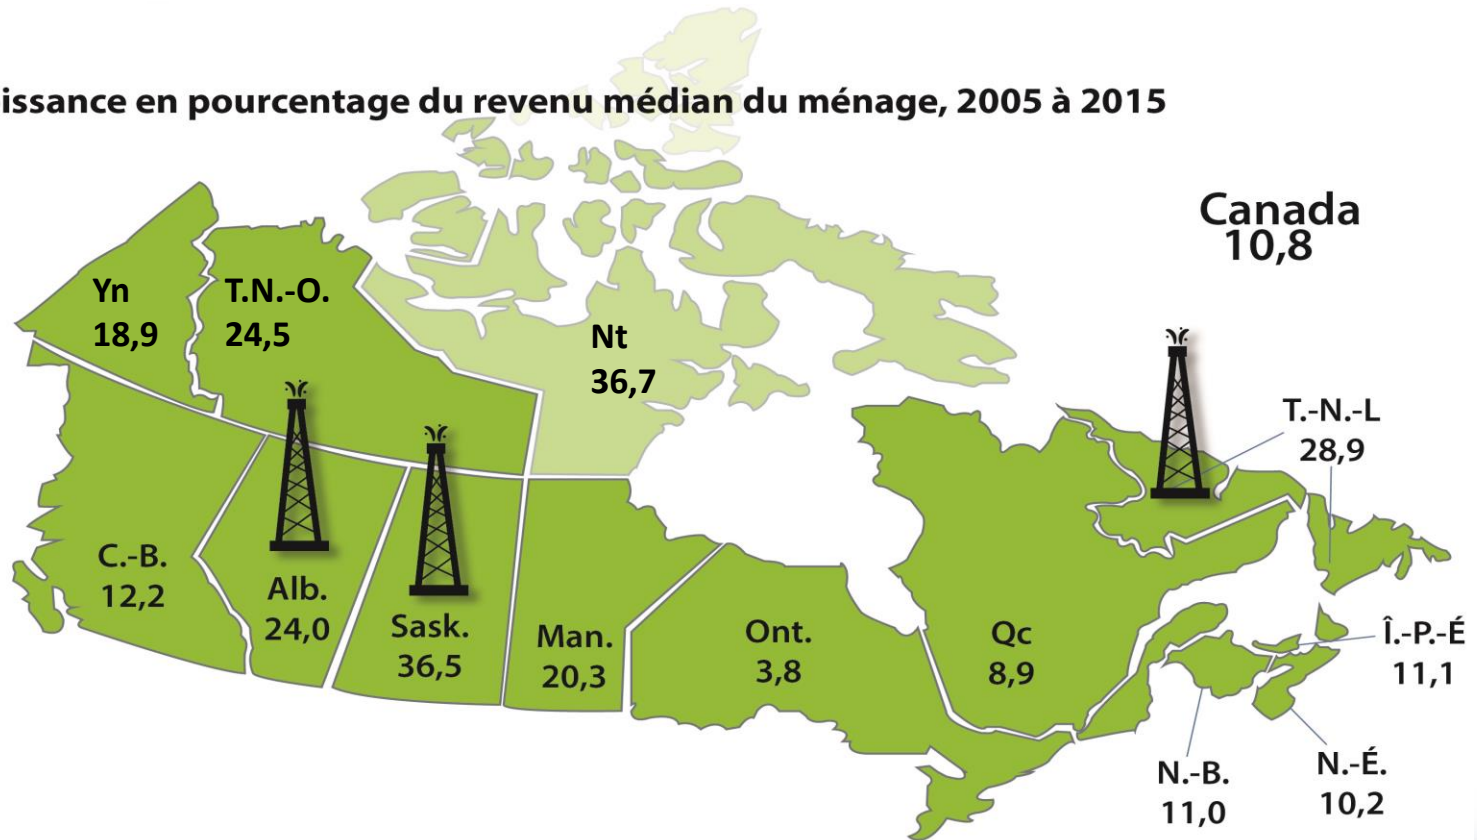 issance en pourcentage du revenu médian du ménage, 2005 à 2015
Canada
10,8
Yn
18,9
T.N.-O.
24,5
Nt
36,7
T.-N.-L
28,9
C.-B.
12,2
Alb.
24,0
Sask.
36,5
Man.
20,3
Ont.
3,8
Qc
8,9
Î.-P.-É
11,1
N.-B.
11,0
N.-É.
10,2